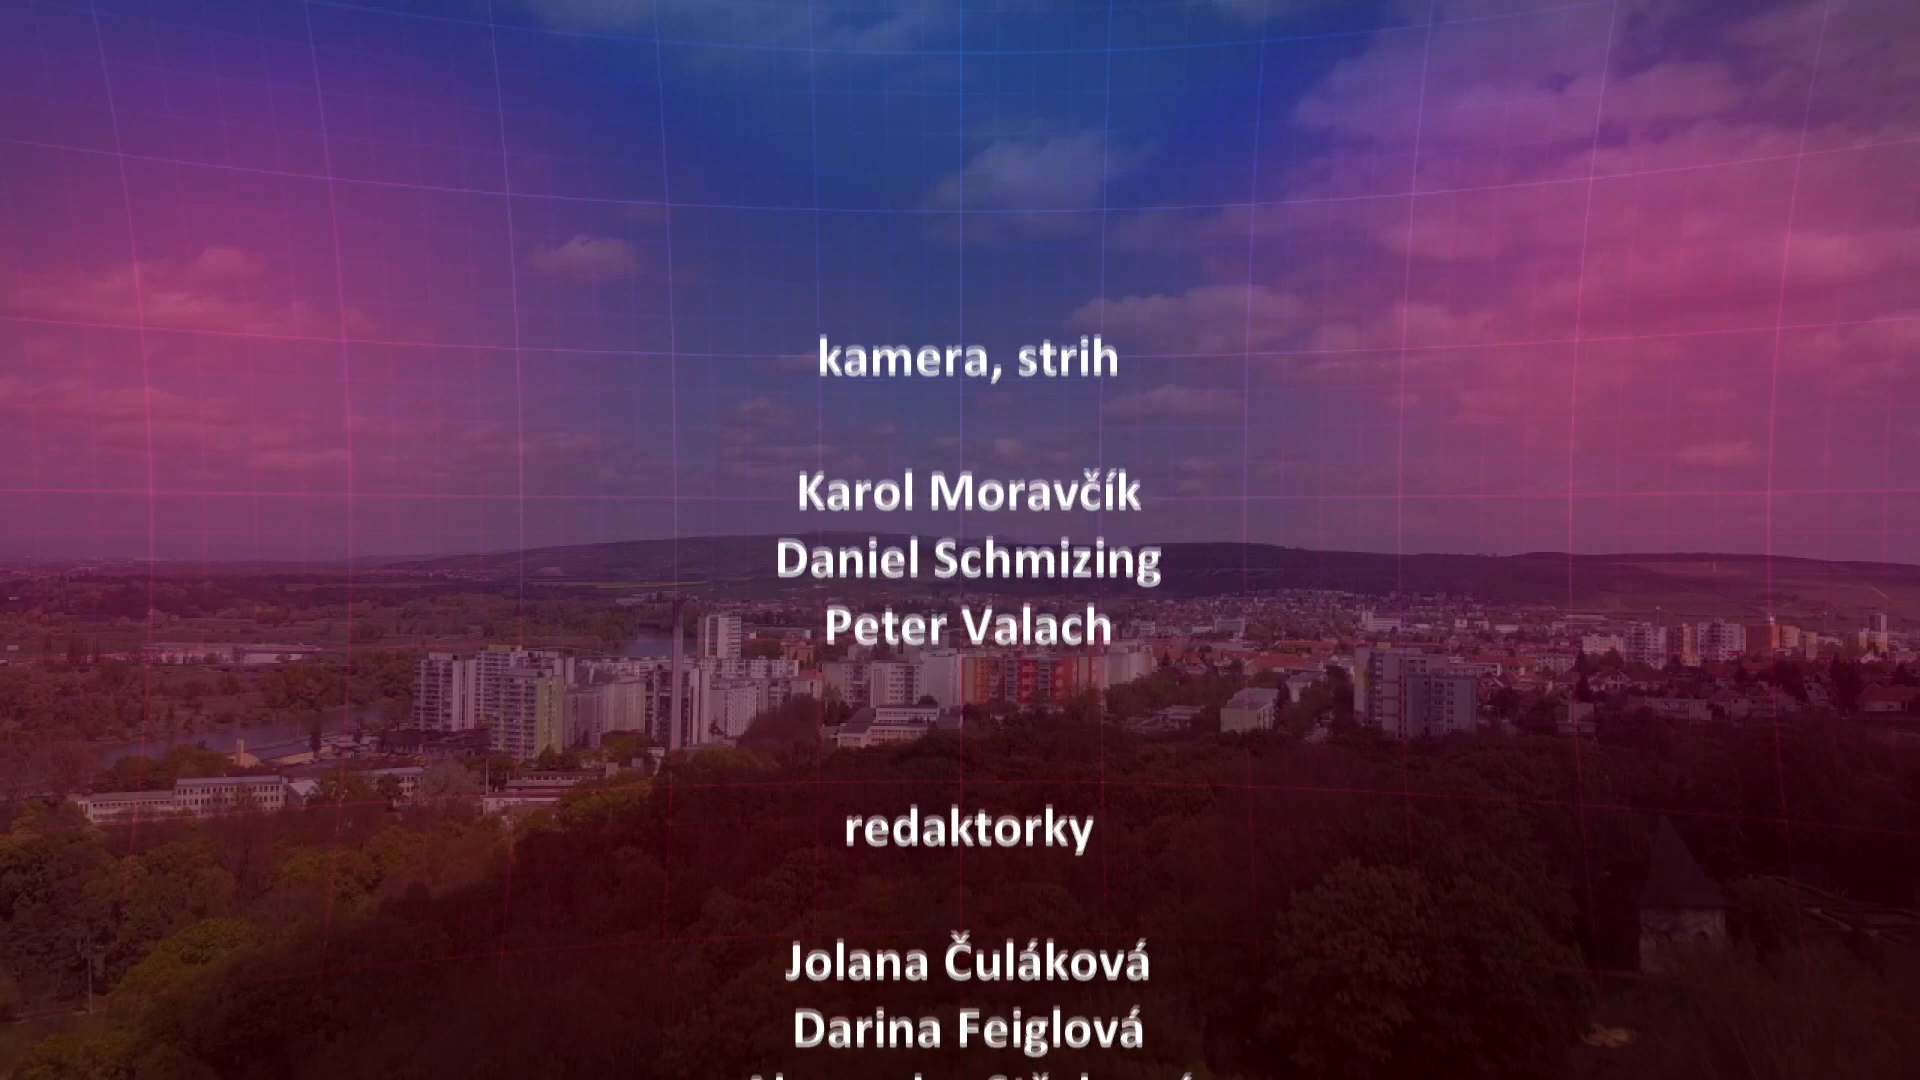 kamera, strih
Karol Moravčík
Daniel Schmizing
Peter Valach
redaktorky
Jolana Čuláková
Darina Feiglová